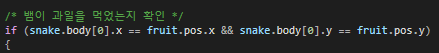 /* 뱀이 과일을 먹었는지 확인 */
if (snake.body[0].x == fruit.pos.x && snake.body[0].y == fruit.pos.y)
{